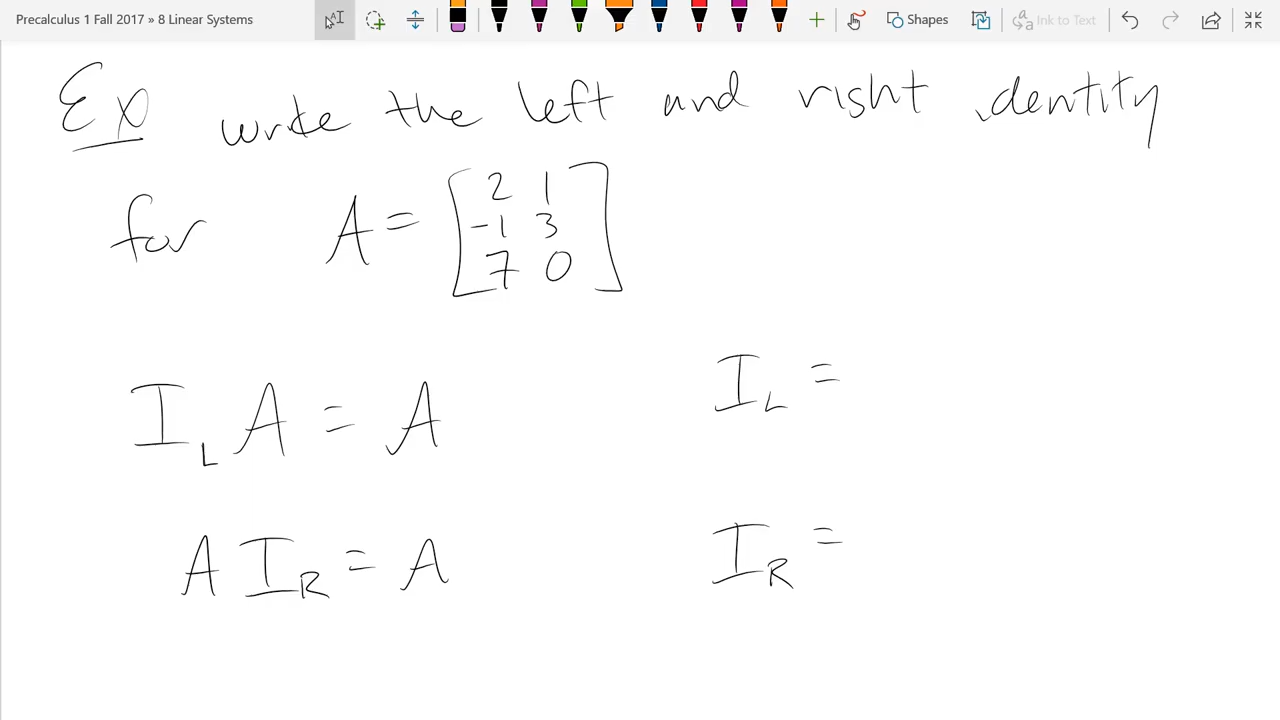 Precalculus 1 Fall 2017 » 8 Linear Systems
Shapes
Ink to Text
Ex write the left and right identity
for A = [2 1
-1 3
7 0]
I_L A = A
I_L =
A I_R = A
I_R =